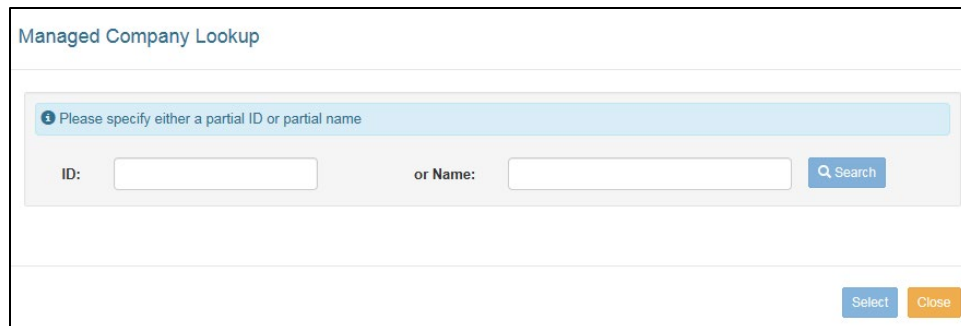 Managed Company Lookup
Please specify either a partial ID or partial name
ID: or Name: Search
Select Close